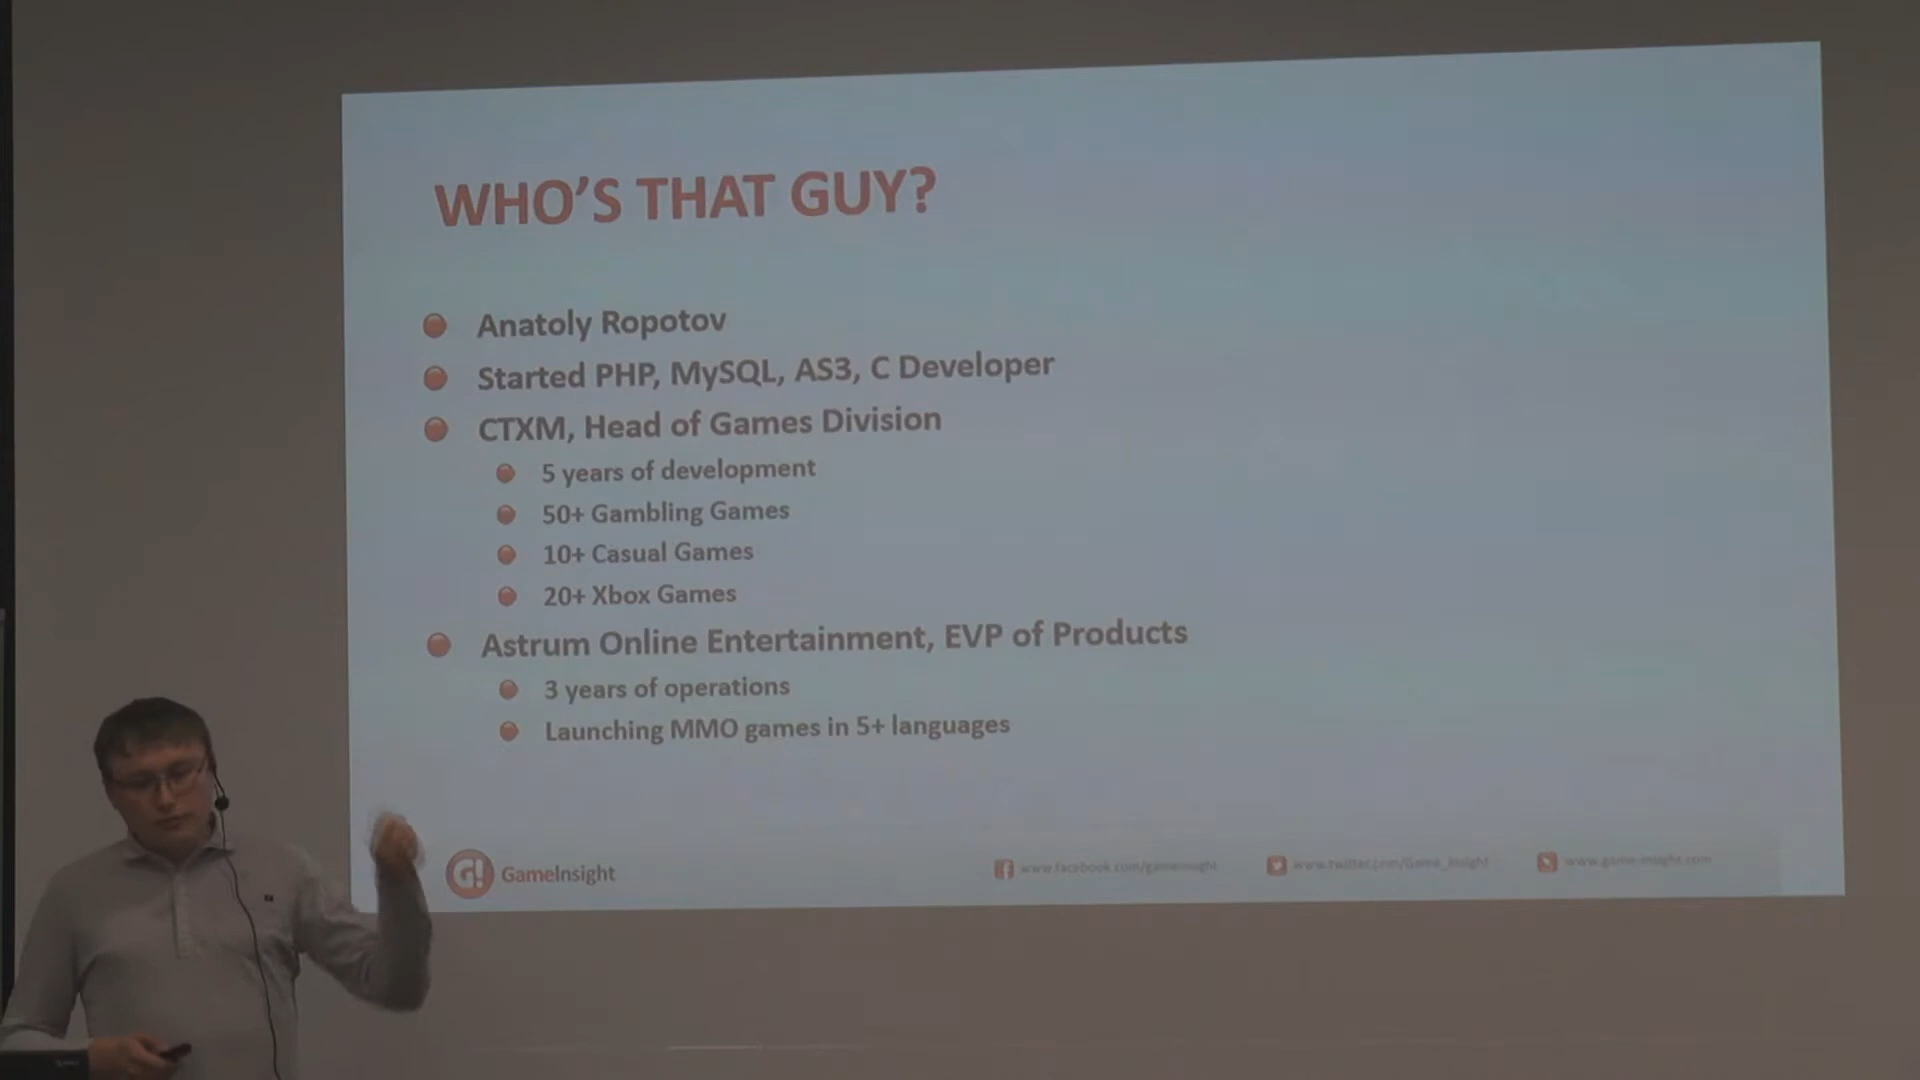 WHO'S THAT GUY?
Anatoly Ropotov
Started PHP, MySQL, AS3, C Developer
CTXM, Head of Games Division
5 years of development
50+ Gambling Games
10+ Casual Games
20+ Xbox Games
Astrum Online Entertainment, EVP of Products
3 years of operations
Launching MMO games in 5+ languages
G! GameInsight
www.facebook.com/gameinsight
www.twitter.com/Game_Insight
www.game-insight.com